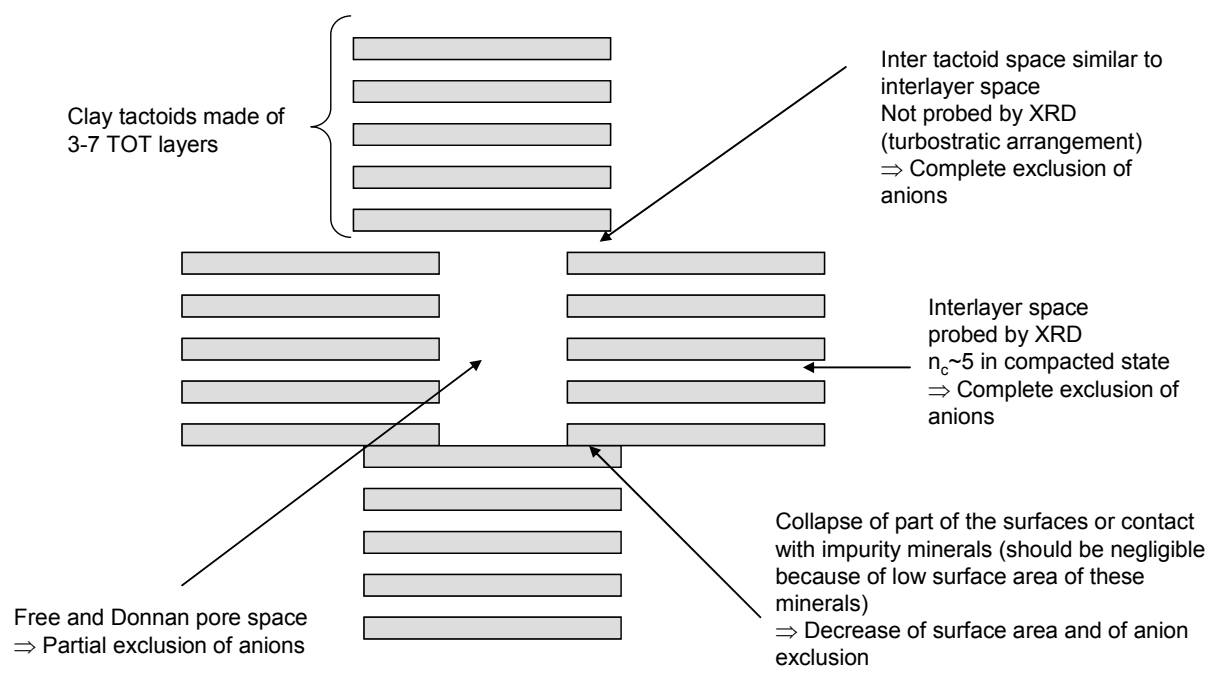 Clay tactoids made of
3-7 TOT layers
Inter tactoid space similar to
interlayer space
Not probed by XRD
(turbostratic arrangement)
⇒ Complete exclusion of
anions
Interlayer space
probed by XRD
nc~5 in compacted state
⇒ Complete exclusion of
anions
Collapse of part of the surfaces or contact
with impurity minerals (should be negligible
because of low surface area of these
minerals)
⇒ Decrease of surface area and of anion
exclusion
Free and Donnan pore space
⇒ Partial exclusion of anions